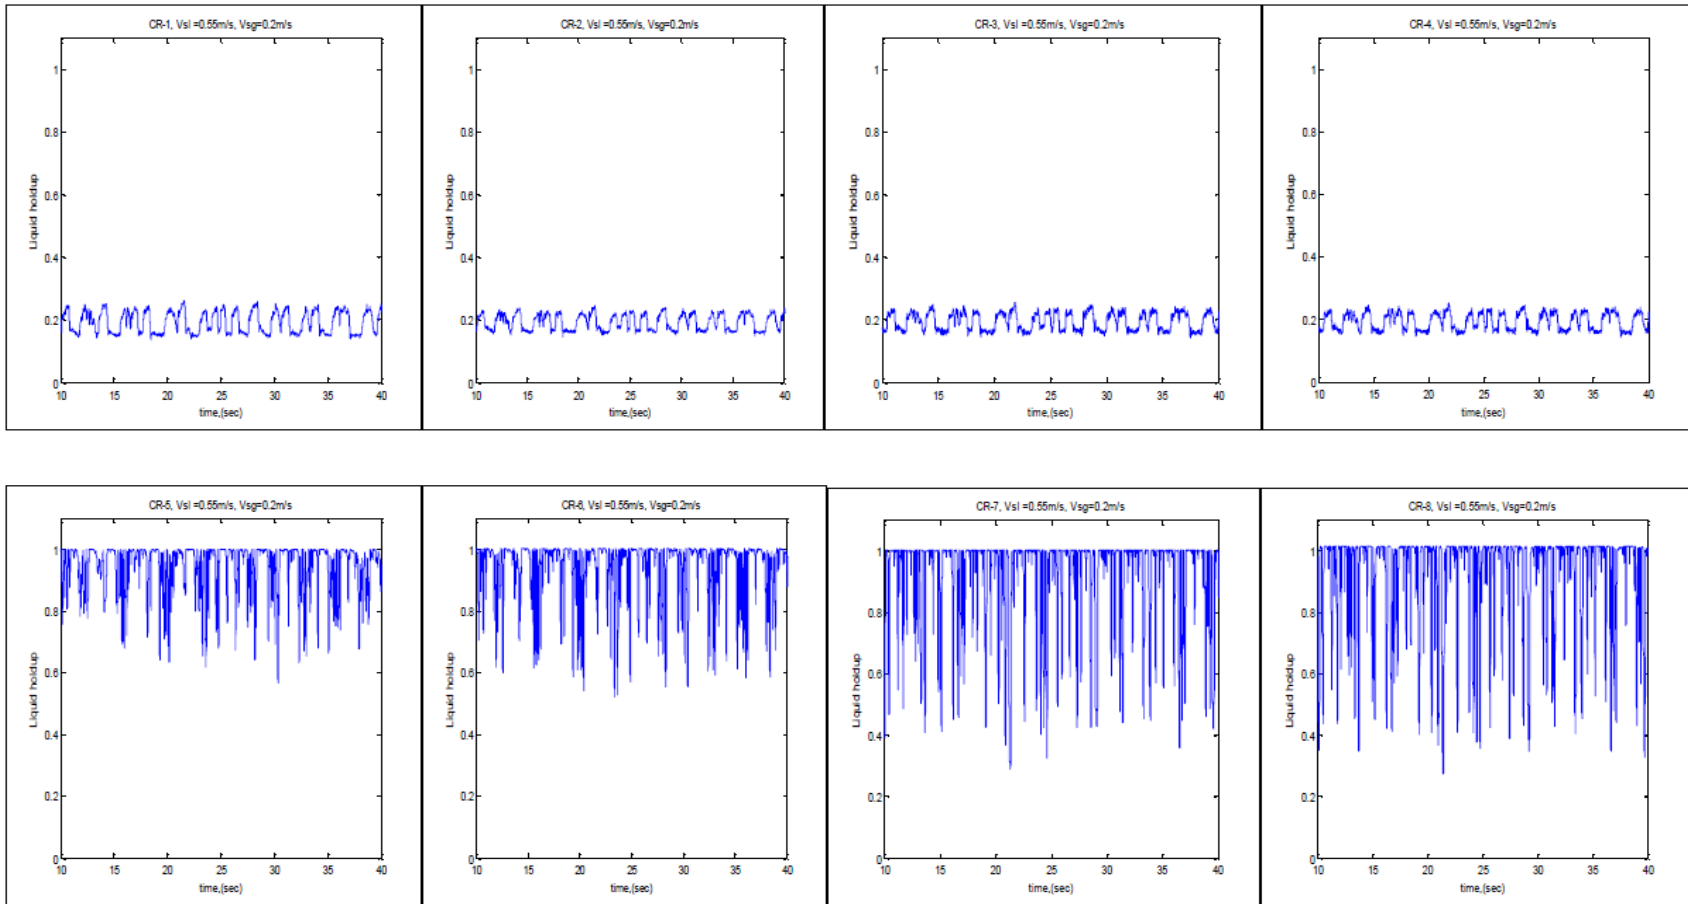 CR-1, Vsl =0.55m/s, Vsg=0.2m/s
1
0.8
0.6
0.4
0.2
0
Liquid holdup
10 15 20 25 30 35 40
time,(sec)
CR-2, Vsl =0.55m/s, Vsg=0.2m/s
1
0.8
0.6
0.4
0.2
0
Liquid holdup
10 15 20 25 30 35 40
time,(sec)
CR-3, Vsl =0.55m/s, Vsg=0.2m/s
1
0.8
0.6
0.4
0.2
0
Liquid holdup
10 15 20 25 30 35 40
time,(sec)
CR-4, Vsl =0.55m/s, Vsg=0.2m/s
1
0.8
0.6
0.4
0.2
0
Liquid holdup
10 15 20 25 30 35 40
time,(sec)
CR-5, Vsl =0.55m/s, Vsg=0.2m/s
1
0.8
0.6
0.4
0.2
0
Liquid holdup
10 15 20 25 30 35 40
time,(sec)
CR-6, Vsl =0.55m/s, Vsg=0.2m/s
1
0.8
0.6
0.4
0.2
0
Liquid holdup
10 15 20 25 30 35 40
time,(sec)
CR-7, Vsl =0.55m/s, Vsg=0.2m/s
1
0.8
0.6
0.4
0.2
0
Liquid holdup
10 15 20 25 30 35 40
time,(sec)
CR-8, Vsl =0.55m/s, Vsg=0.2m/s
1
0.8
0.6
0.4
0.2
0
Liquid holdup
10 15 20 25 30 35 40
time,(sec)